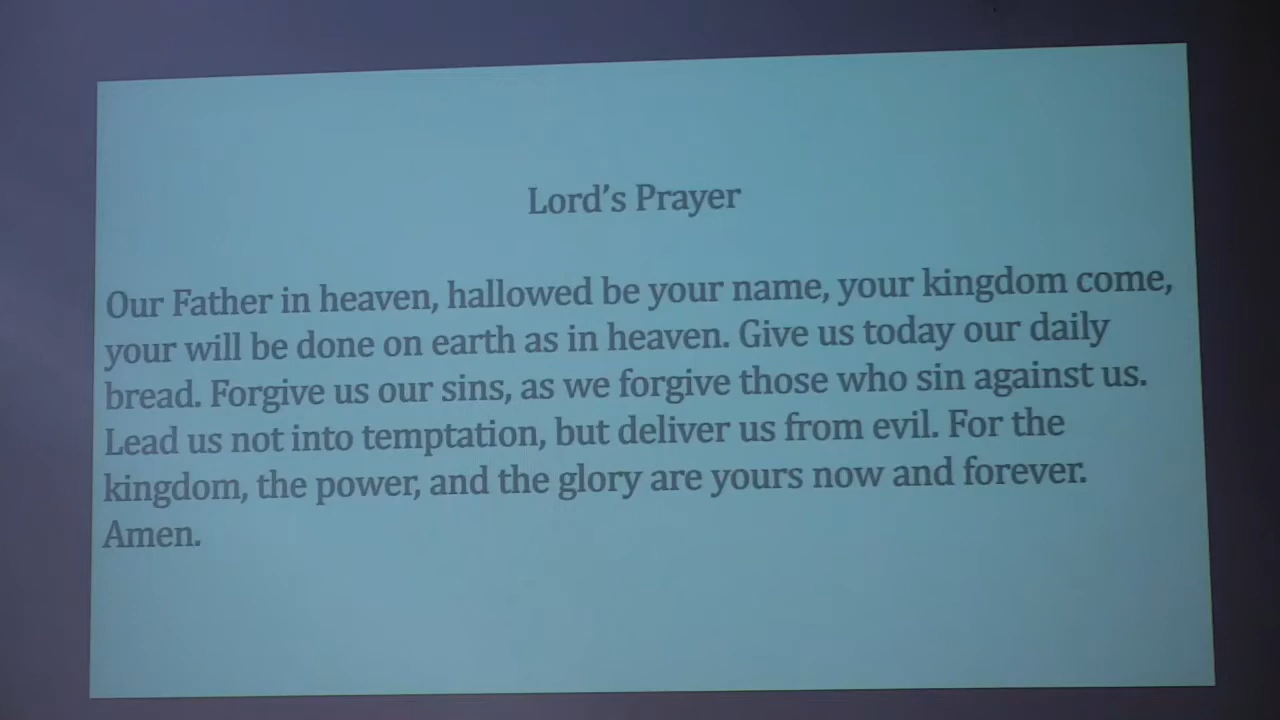 Lord's Prayer
Our Father in heaven, hallowed be your name, your kingdom come,
your will be done on earth as in heaven. Give us today our daily
bread. Forgive us our sins, as we forgive those who sin against us.
Lead us not into temptation, but deliver us from evil. For the
kingdom, the power, and the glory are yours now and forever.
Amen.